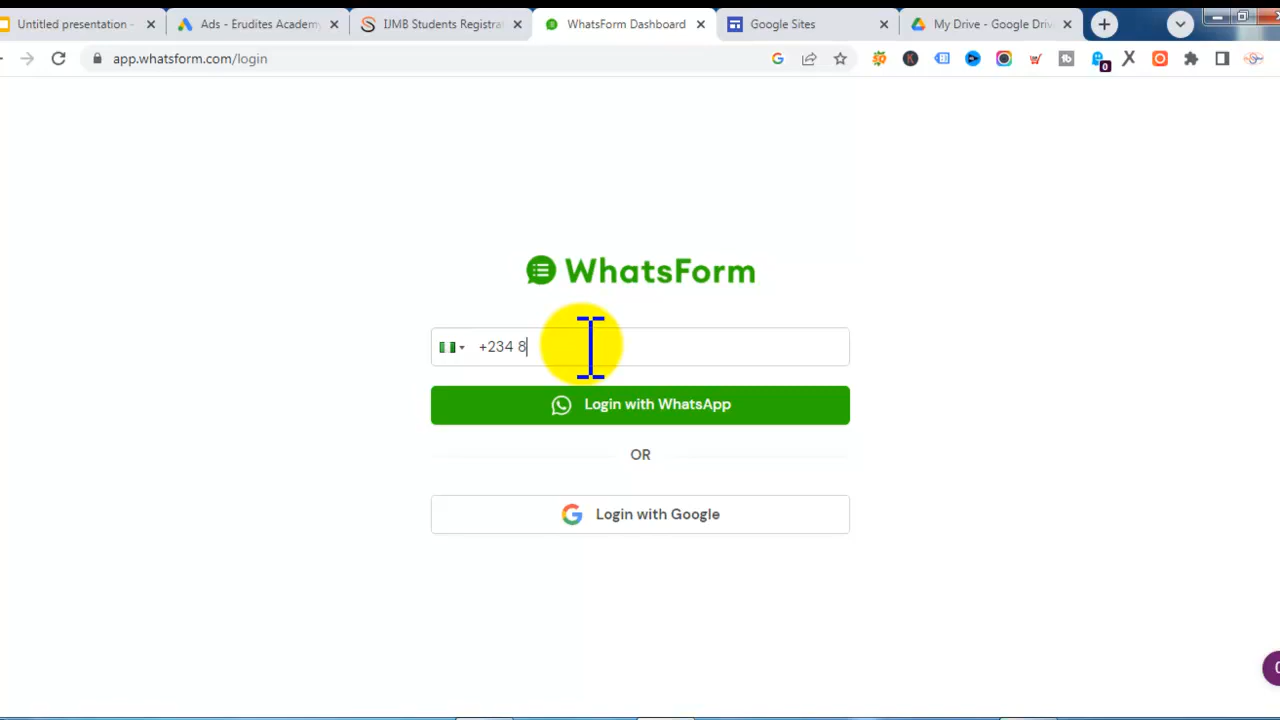 Untitled presentation -
Ads - Erudites Academ
IJMB Students Registra
WhatsForm Dashboard
Google Sites
My Drive - Google Driv
app.whatsform.com/login
0
WhatsForm
+234 8
Login with WhatsApp
OR
Login with Google